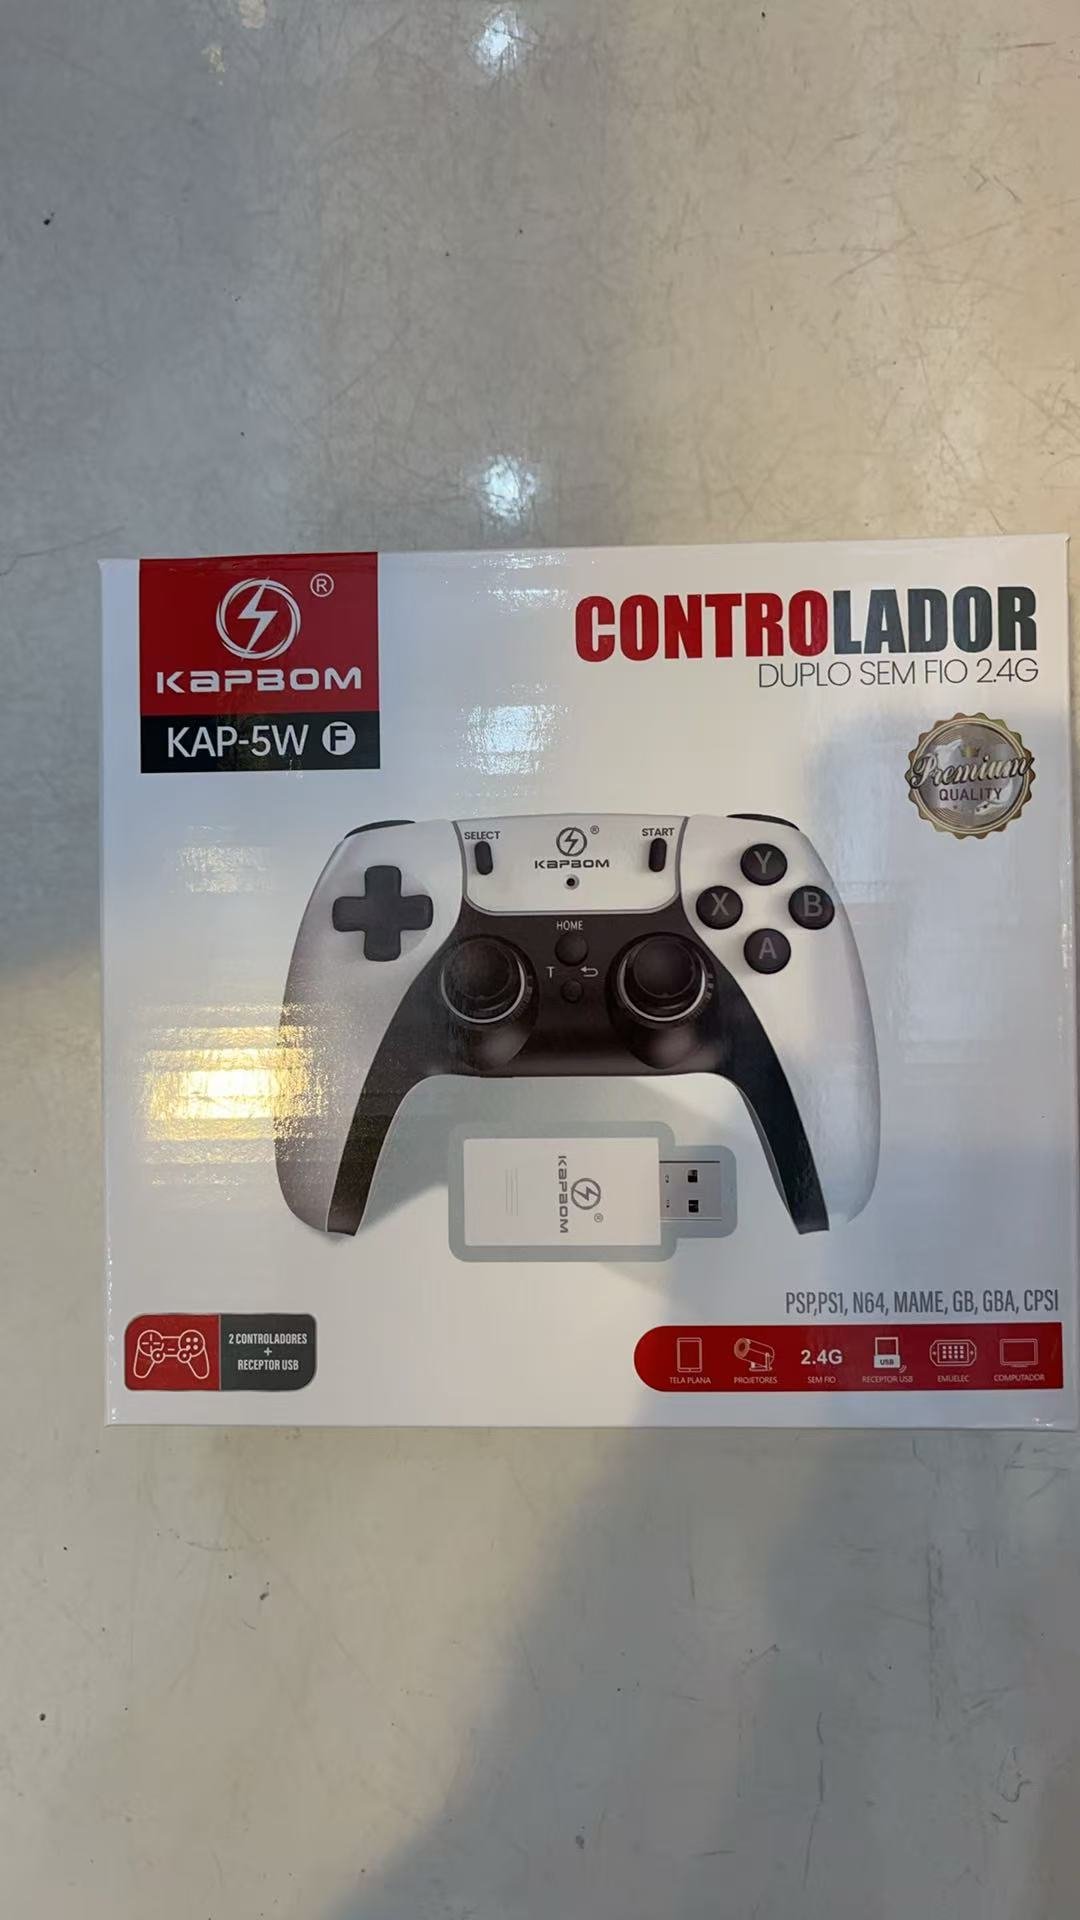 ®
KAPBOM
KAP-5W F
CONTROLADOR
DUPLO SEM FIO 2.4G
Premium
QUALITY
SELECT
®
KAPBOM
START
HOME
T
Y
X
B
A
KAPBOM
®
2 CONTROLADORES
+
RECEPTOR USB
PSP,PS1, N64, MAME, GB, GBA, CPS1
2.4G
USB
TELA PLANA
PROJETORES
SEM FIO
RECEPTOR USB
EMUELEC
COMPUTADOR